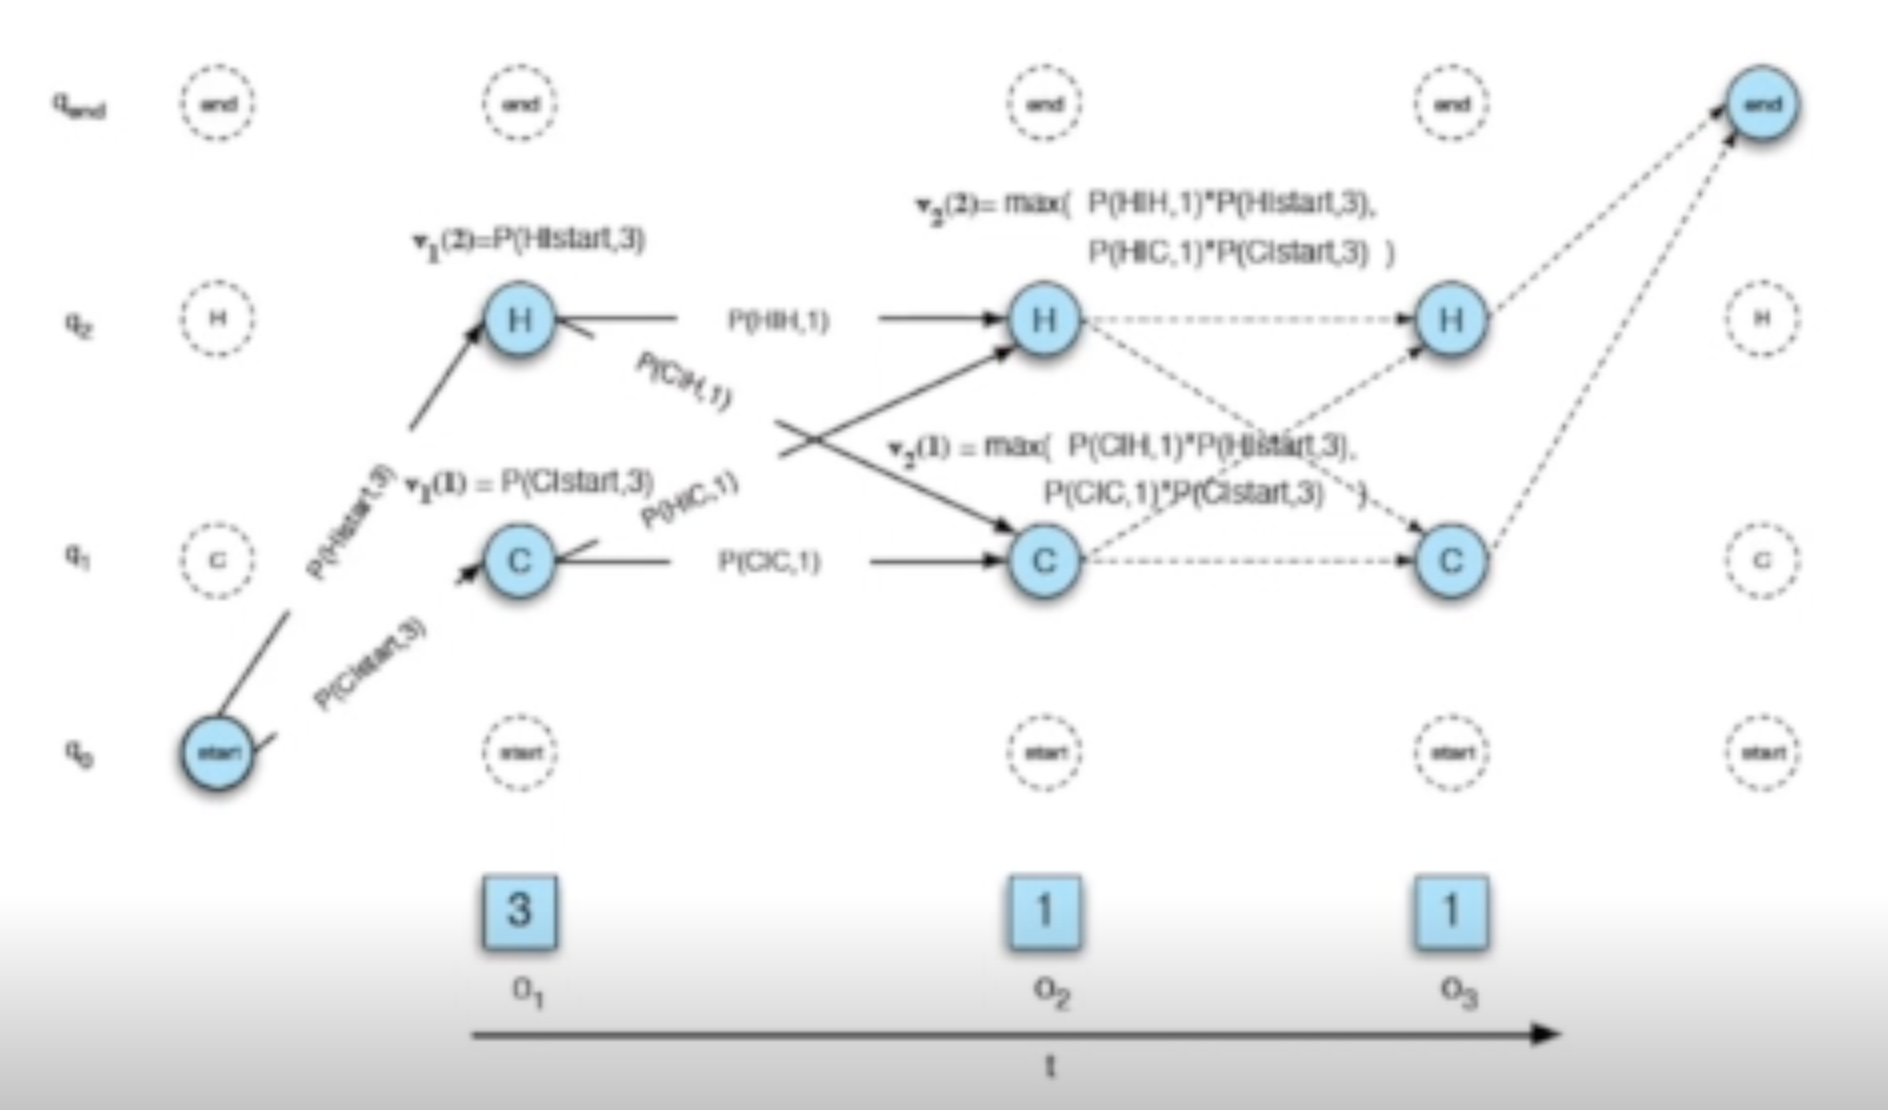 q_end end end end end end
v_2(2)= max( P(H|H,1)*P(H|start,3),
P(H|C,1)*P(C|start,3) )
v_1(2)=P(H|start,3)
q_2 H H P(H|H,1) H H H
P(C|H,1)
v_2(1) = max( P(C|H,1)*P(H|start,3),
P(C|C,1)*P(C|start,3) )
v_1(1) = P(C|start,3)
P(H|C,1)
P(H|start,3)
q_1 C C P(C|C,1) C C C
P(C|start,3)
q_0 start start start start start
3 1 1
o_1 o_2 o_3
t